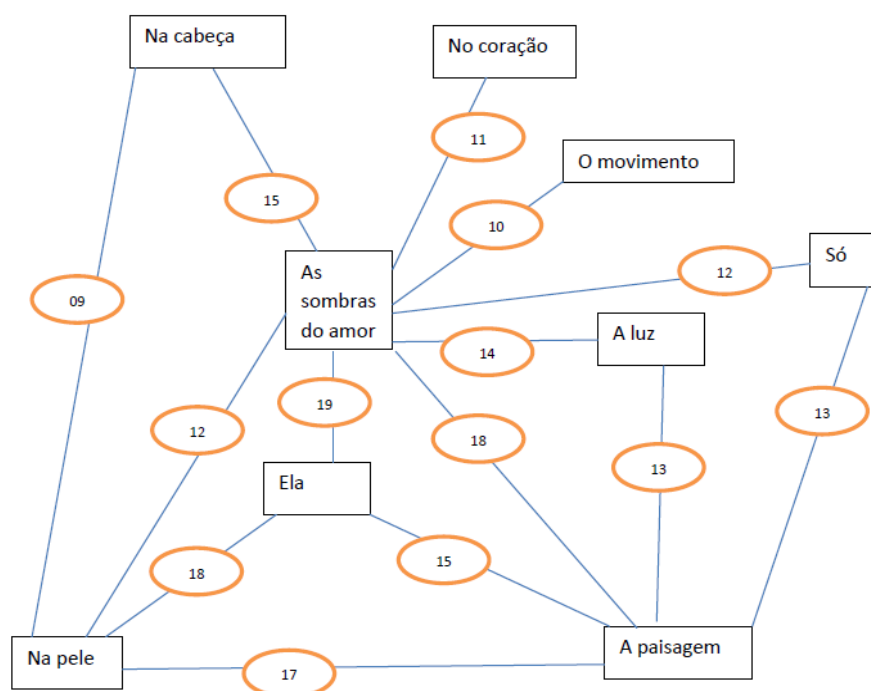 Na cabeça
No coração
11
O movimento
15
10
Só
As
sombras
do amor
12
09
A luz
14
19
13
12
18
13
Ela
15
18
Na pele
A paisagem
17